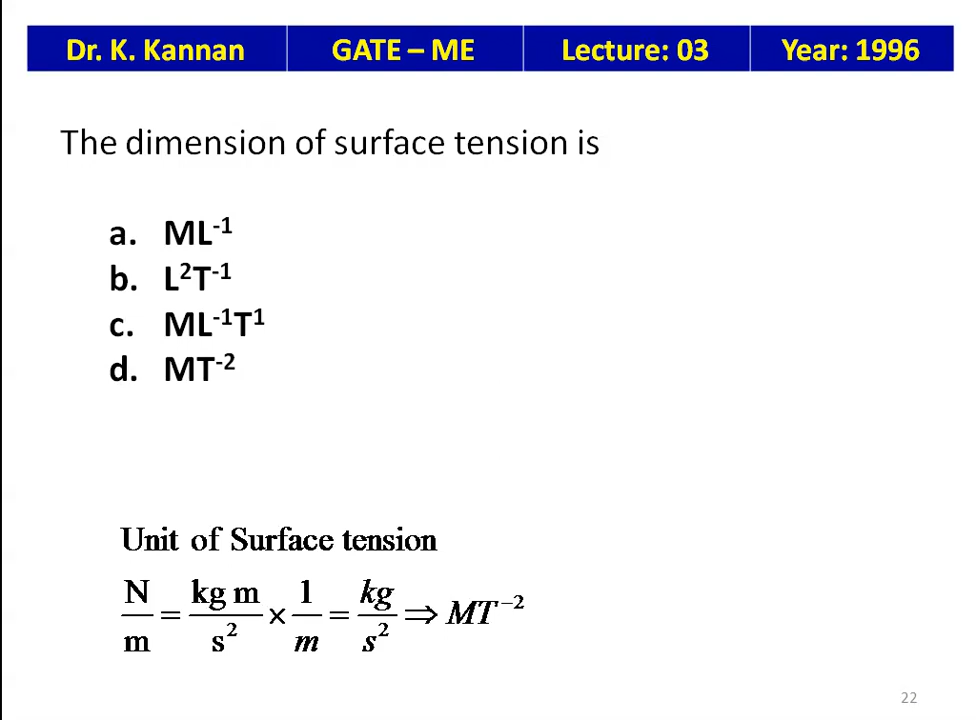 Dr. K. Kannan GATE – ME Lecture: 03 Year: 1996
The dimension of surface tension is
a. ML⁻¹
b. L²T⁻¹
c. ML⁻¹T¹
d. MT⁻²
Unit of Surface tension
N/m = kg m/s² × 1/m = kg/s² ⇒ MT⁻²
22